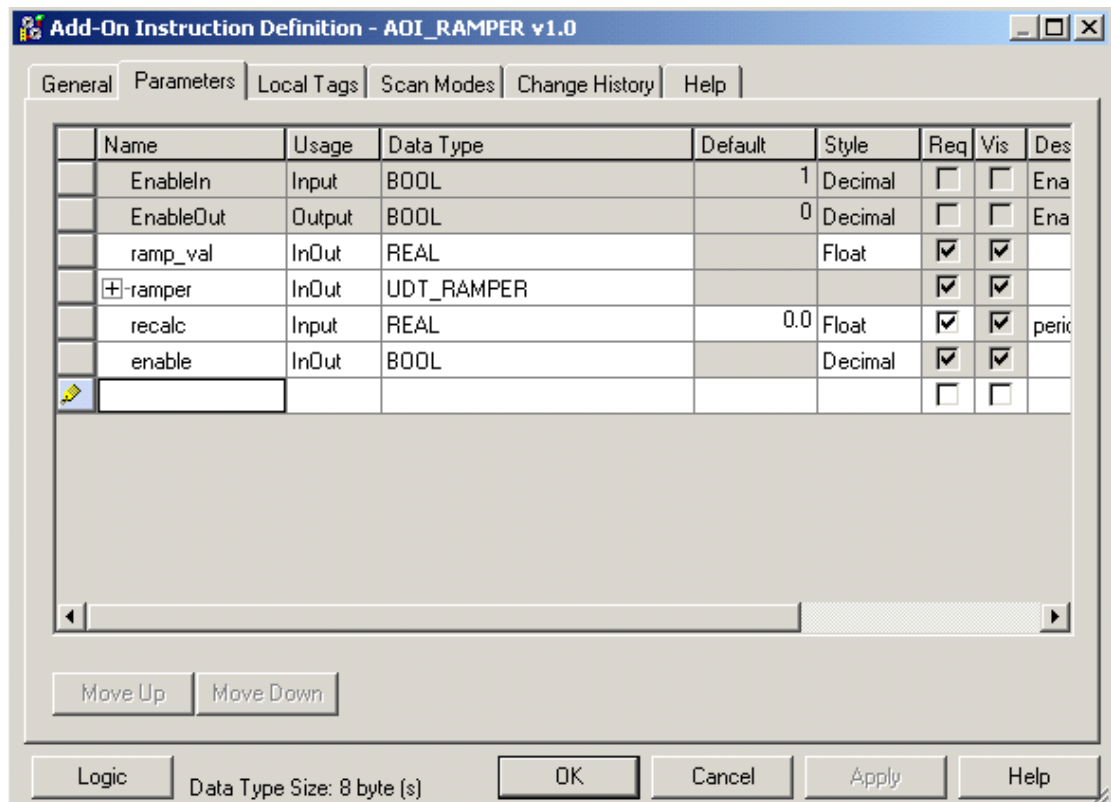 Add-On Instruction Definition - AOI_RAMPER v1.0
General Parameters Local Tags Scan Modes Change History Help
Name Usage Data Type Default Style Req Vis Des
EnableIn Input BOOL 1 Decimal Ena
EnableOut Output BOOL 0 Decimal Ena
ramp_val InOut REAL Float
ramper InOut UDT_RAMPER
recalc Input REAL 0.0 Float peric
enable InOut BOOL Decimal
Move Up Move Down
Logic Data Type Size: 8 byte (s) OK Cancel Apply Help